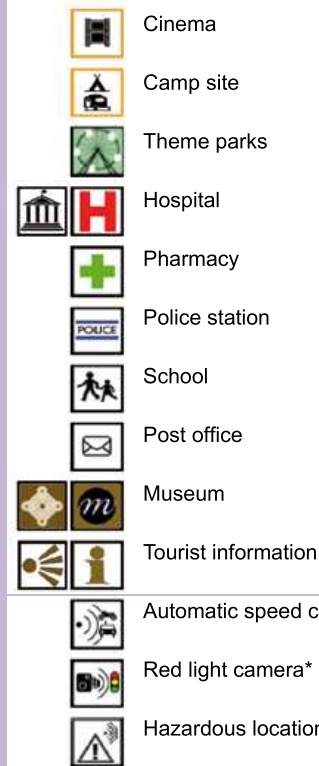 Cinema
Camp site
Theme parks
H Hospital
Pharmacy
POLICE Police station
School
Post office
m Museum
i Tourist information
Automatic speed c
Red light camera*
Hazardous location